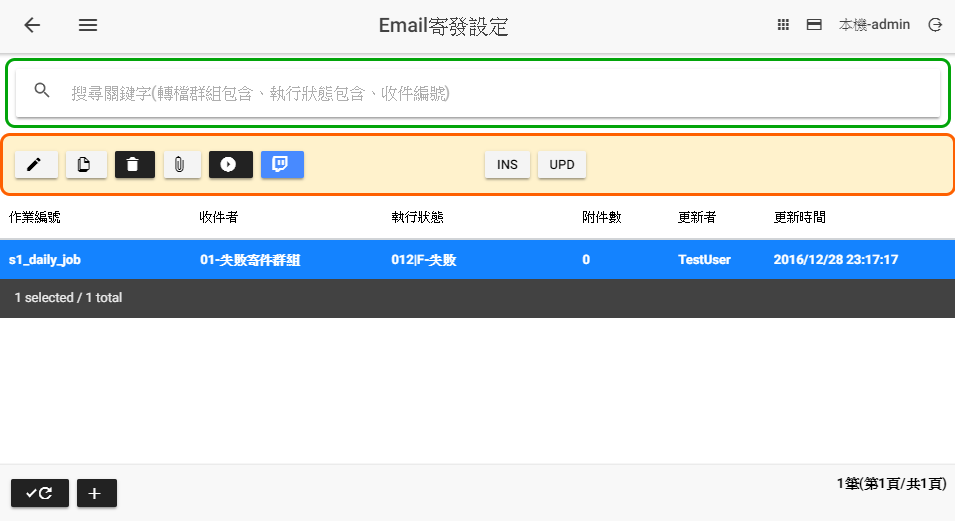 Email寄發設定 本機-admin
搜尋關鍵字(轉檔群組包含、執行狀態包含、收件編號)
INS UPD
作業編號 收件者 執行狀態 附件數 更新者 更新時間
s1_daily_job 01-失敗寄件群組 012|F-失敗 0 TestUser 2016/12/28 23:17:17
1 selected / 1 total
1筆(第1頁/共1頁)